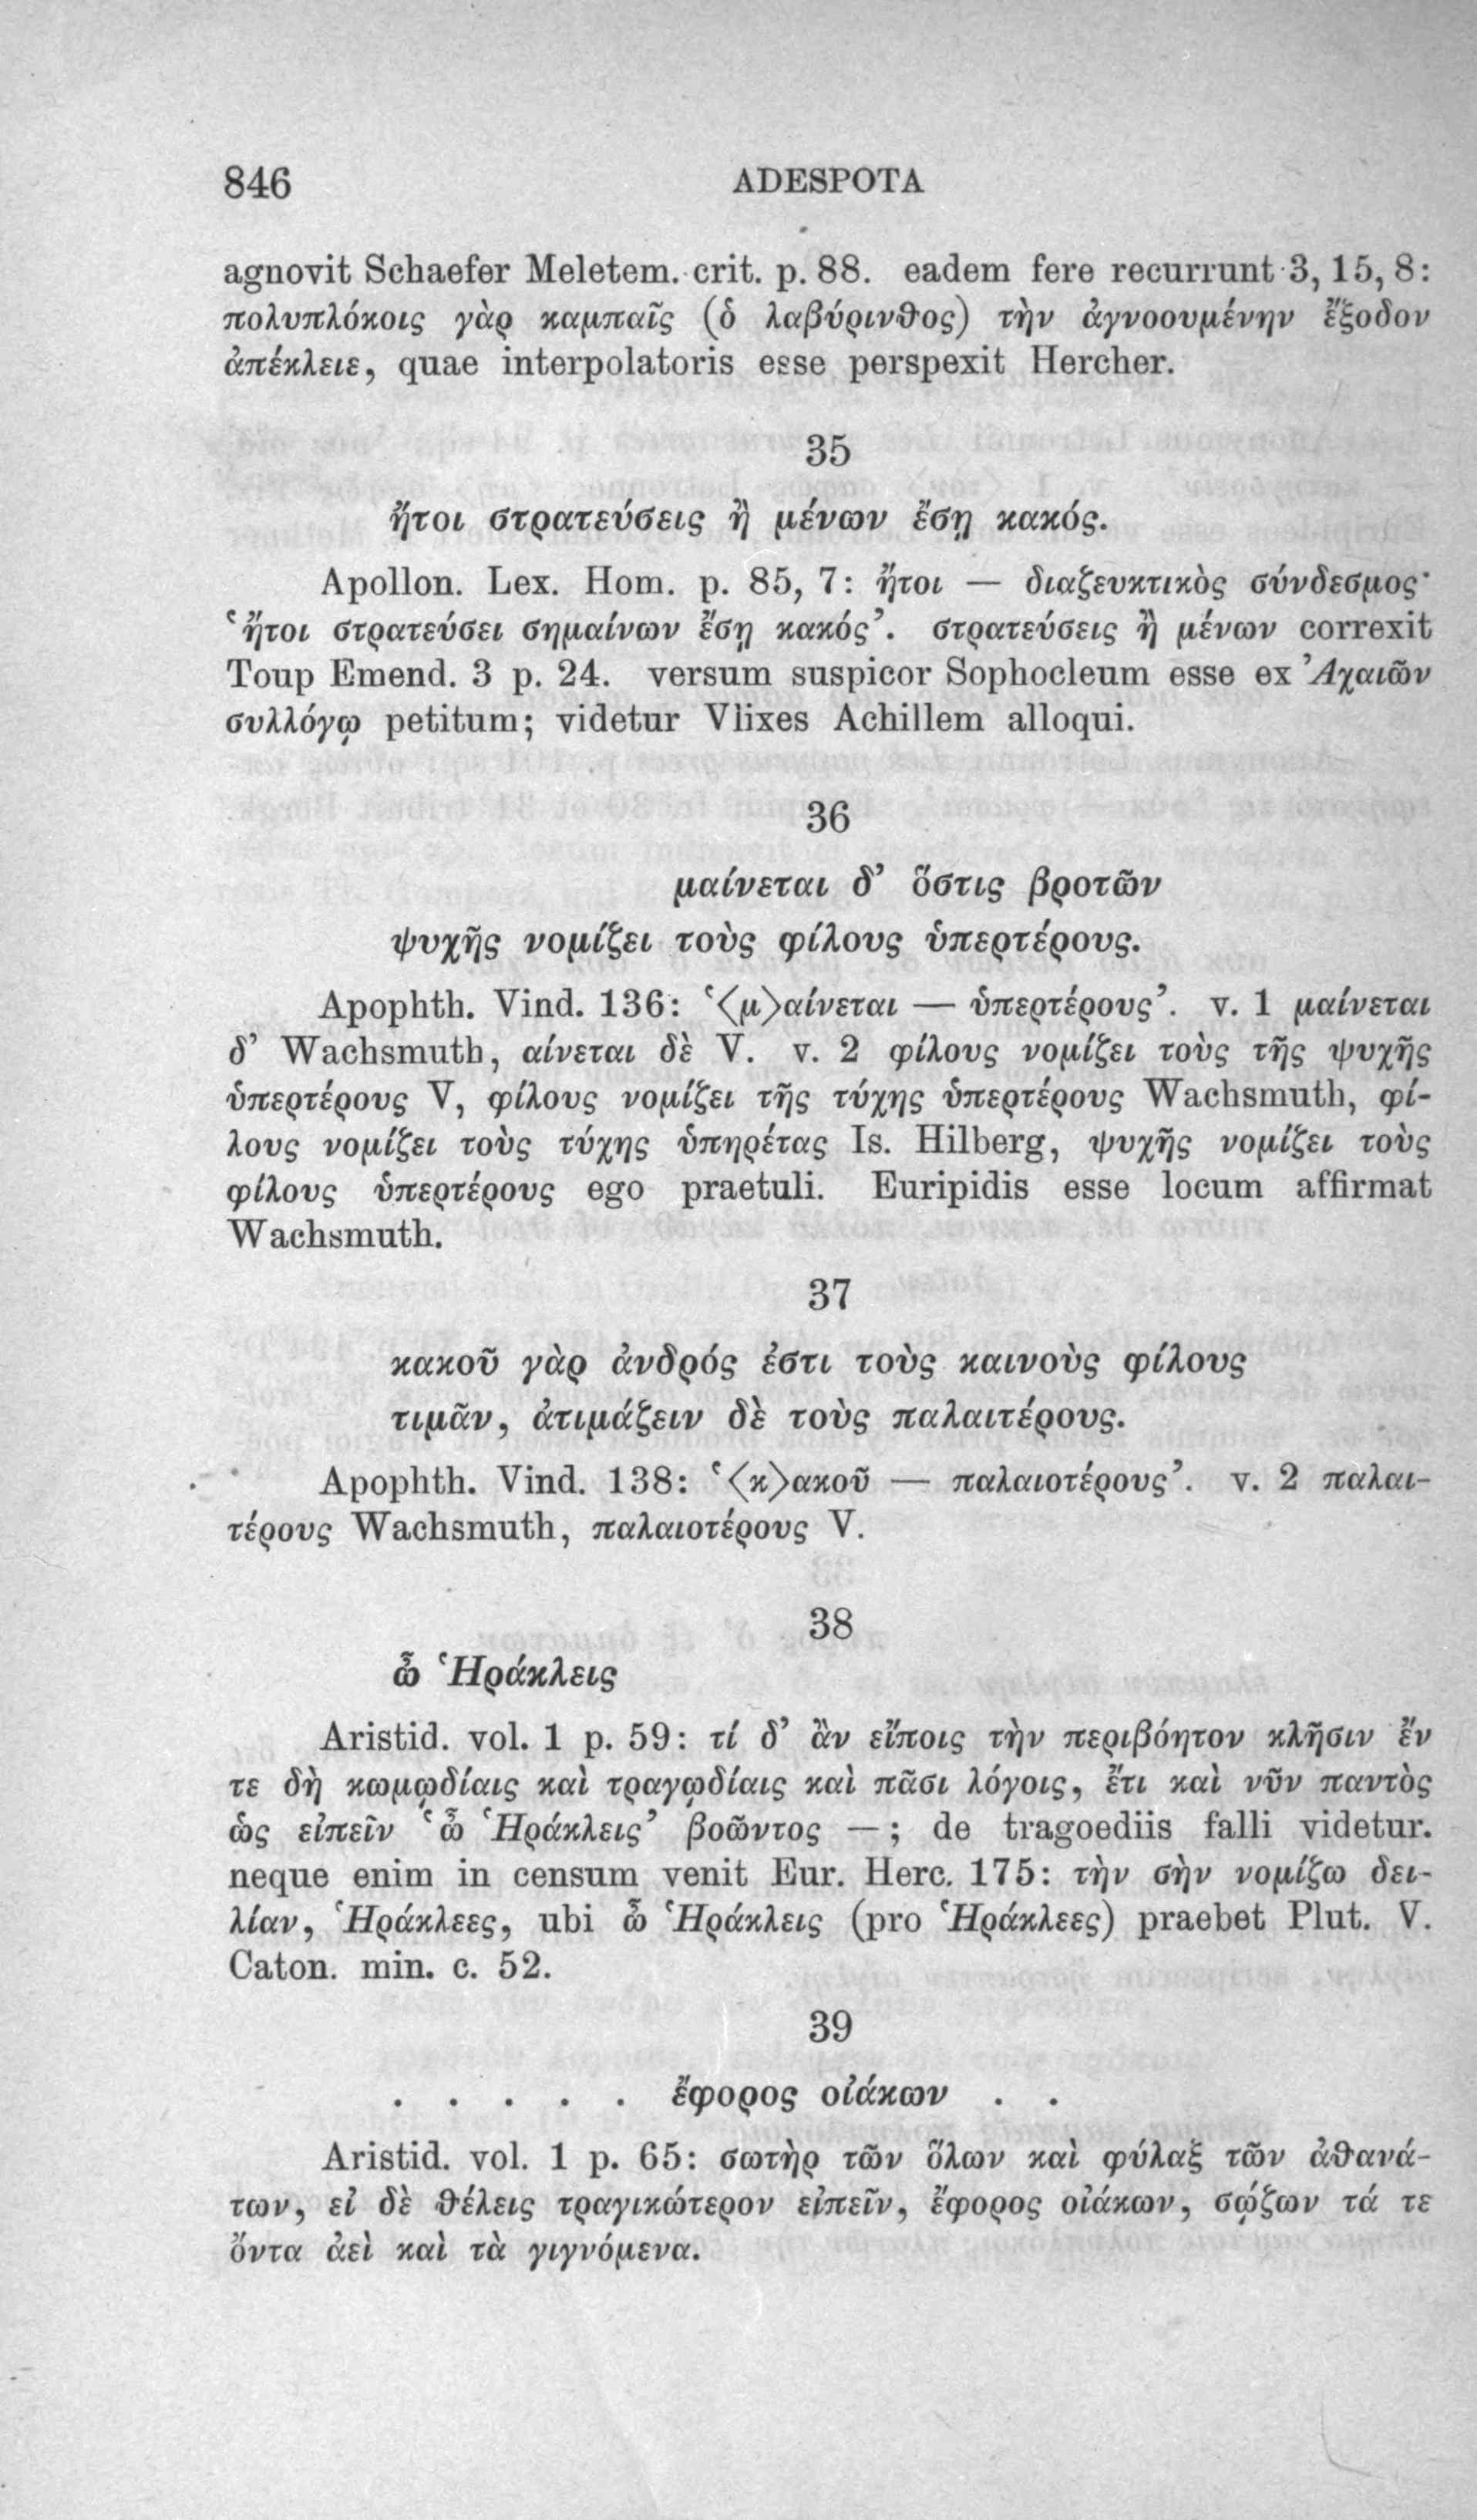 846 ADESPOTA
agnovit Schaefer Meletem. crit. p. 88. eadem fere recurrunt 3, 15, 8:
πολυπλόκοις γὰρ καμπαῖς (ὁ λαβύρινθος) τὴν ἀγνοουμένην ἔξοδον
ἀπέκλειε, quae interpolatoris esse perspexit Hercher.
35
ἤτοι στρατεύσεις ἢ μένων ἔσῃ κακός.
Apollon. Lex. Hom. p. 85, 7: ἤτοι — διαζευκτικὸς σύνδεσμος·
‘ἤτοι στρατεύσει σημαίνων ἔσῃ κακός’. στρατεύσεις ἢ μένων correxit
Toup Emend. 3 p. 24. versum suspicor Sophocleum esse ex Ἀχαιῶν
συλλόγῳ petitum; videtur Vlixes Achillem alloqui.
36
μαίνεται δ’ ὅστις βροτῶν
ψυχῆς νομίζει τοὺς φίλους ὑπερτέρους.
Apophth. Vind. 136: ‘〈μ〉αίνεται — ὑπερτέρους’. v. 1 μαίνεται
δ’ Wachsmuth, αίνεται δὲ V. v. 2 φίλους νομίζει τοὺς τῆς ψυχῆς
ὑπερτέρους V, φίλους νομίζει τῆς τύχης ὑπερτέρους Wachsmuth, φί-
λους νομίζει τοὺς τύχης ὑπηρέτας Is. Hilberg, ψυχῆς νομίζει τοὺς
φίλους ὑπερτέρους ego praetuli. Euripidis esse locum affirmat
Wachsmuth.
37
κακοῦ γὰρ ἀνδρός ἐστι τοὺς καινοὺς φίλους
τιμᾶν, ἀτιμάζειν δὲ τοὺς παλαιτέρους.
Apophth. Vind. 138: ‘〈κ〉ακοῦ — παλαιοτέρους’. v. 2 παλαι-
τέρους Wachsmuth, παλαιοτέρους V.
38
ὦ Ἡράκλεις
Aristid. vol. 1 p. 59: τί δ’ ἂν εἴποις τὴν περιβόητον κλῆσιν ἔν
τε δὴ κωμῳδίαις καὶ τραγῳδίαις καὶ πᾶσι λόγοις, ἔτι καὶ νῦν παντὸς
ὡς εἰπεῖν ‘ὦ Ἡράκλεις’ βοῶντος —; de tragoediis falli videtur.
neque enim in censum venit Eur. Herc. 175: τὴν σὴν νομίζω δει-
λίαν, Ἡράκλεες, ubi ὦ Ἡράκλεις (pro Ἡράκλεες) praebet Plut. V.
Caton. min. c. 52.
39
. . . . . ἔφορος οἰάκων . .
Aristid. vol. 1 p. 65: σωτὴρ τῶν ὅλων καὶ φύλαξ τῶν ἀθανά-
των, εἰ δὲ θέλεις τραγικώτερον εἰπεῖν, ἔφορος οἰάκων, σῴζων τά τε
ὄντα ἀεὶ καὶ τὰ γιγνόμενα.